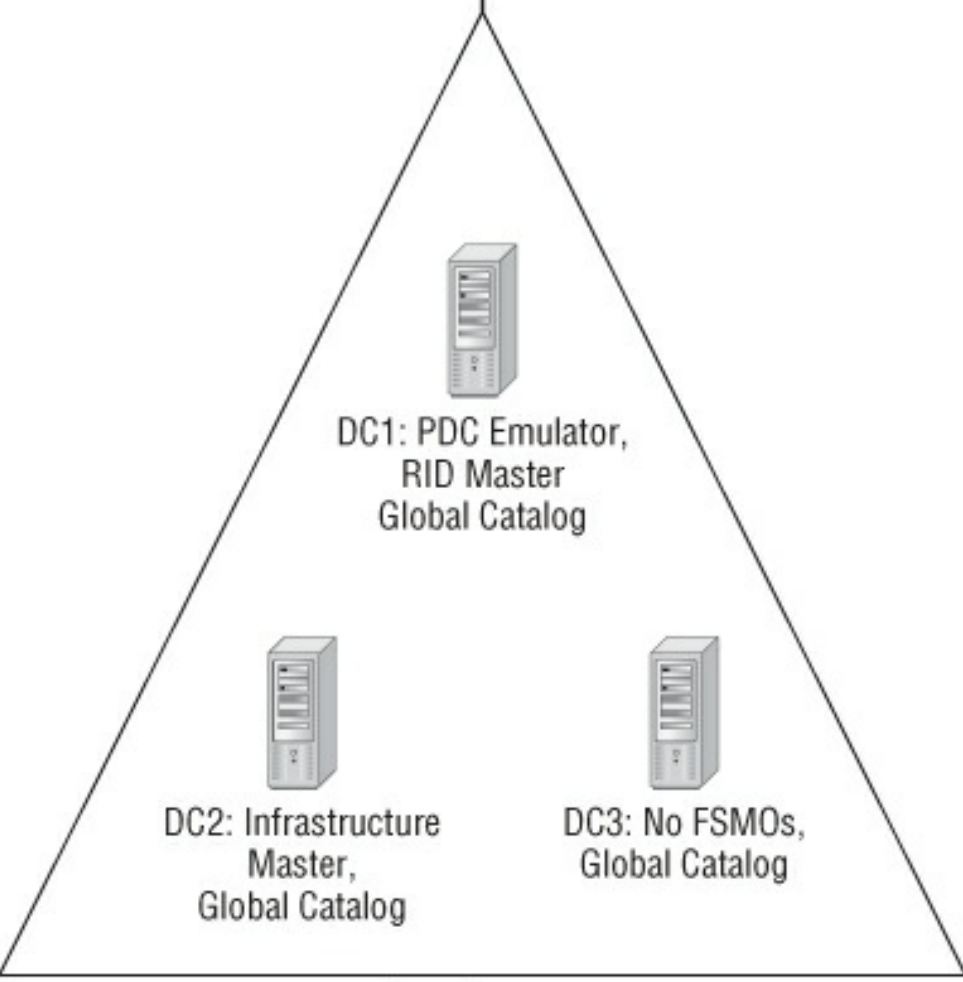 DC1: PDC Emulator,
RID Master
Global Catalog
DC2: Infrastructure
Master,
Global Catalog
DC3: No FSMOs,
Global Catalog